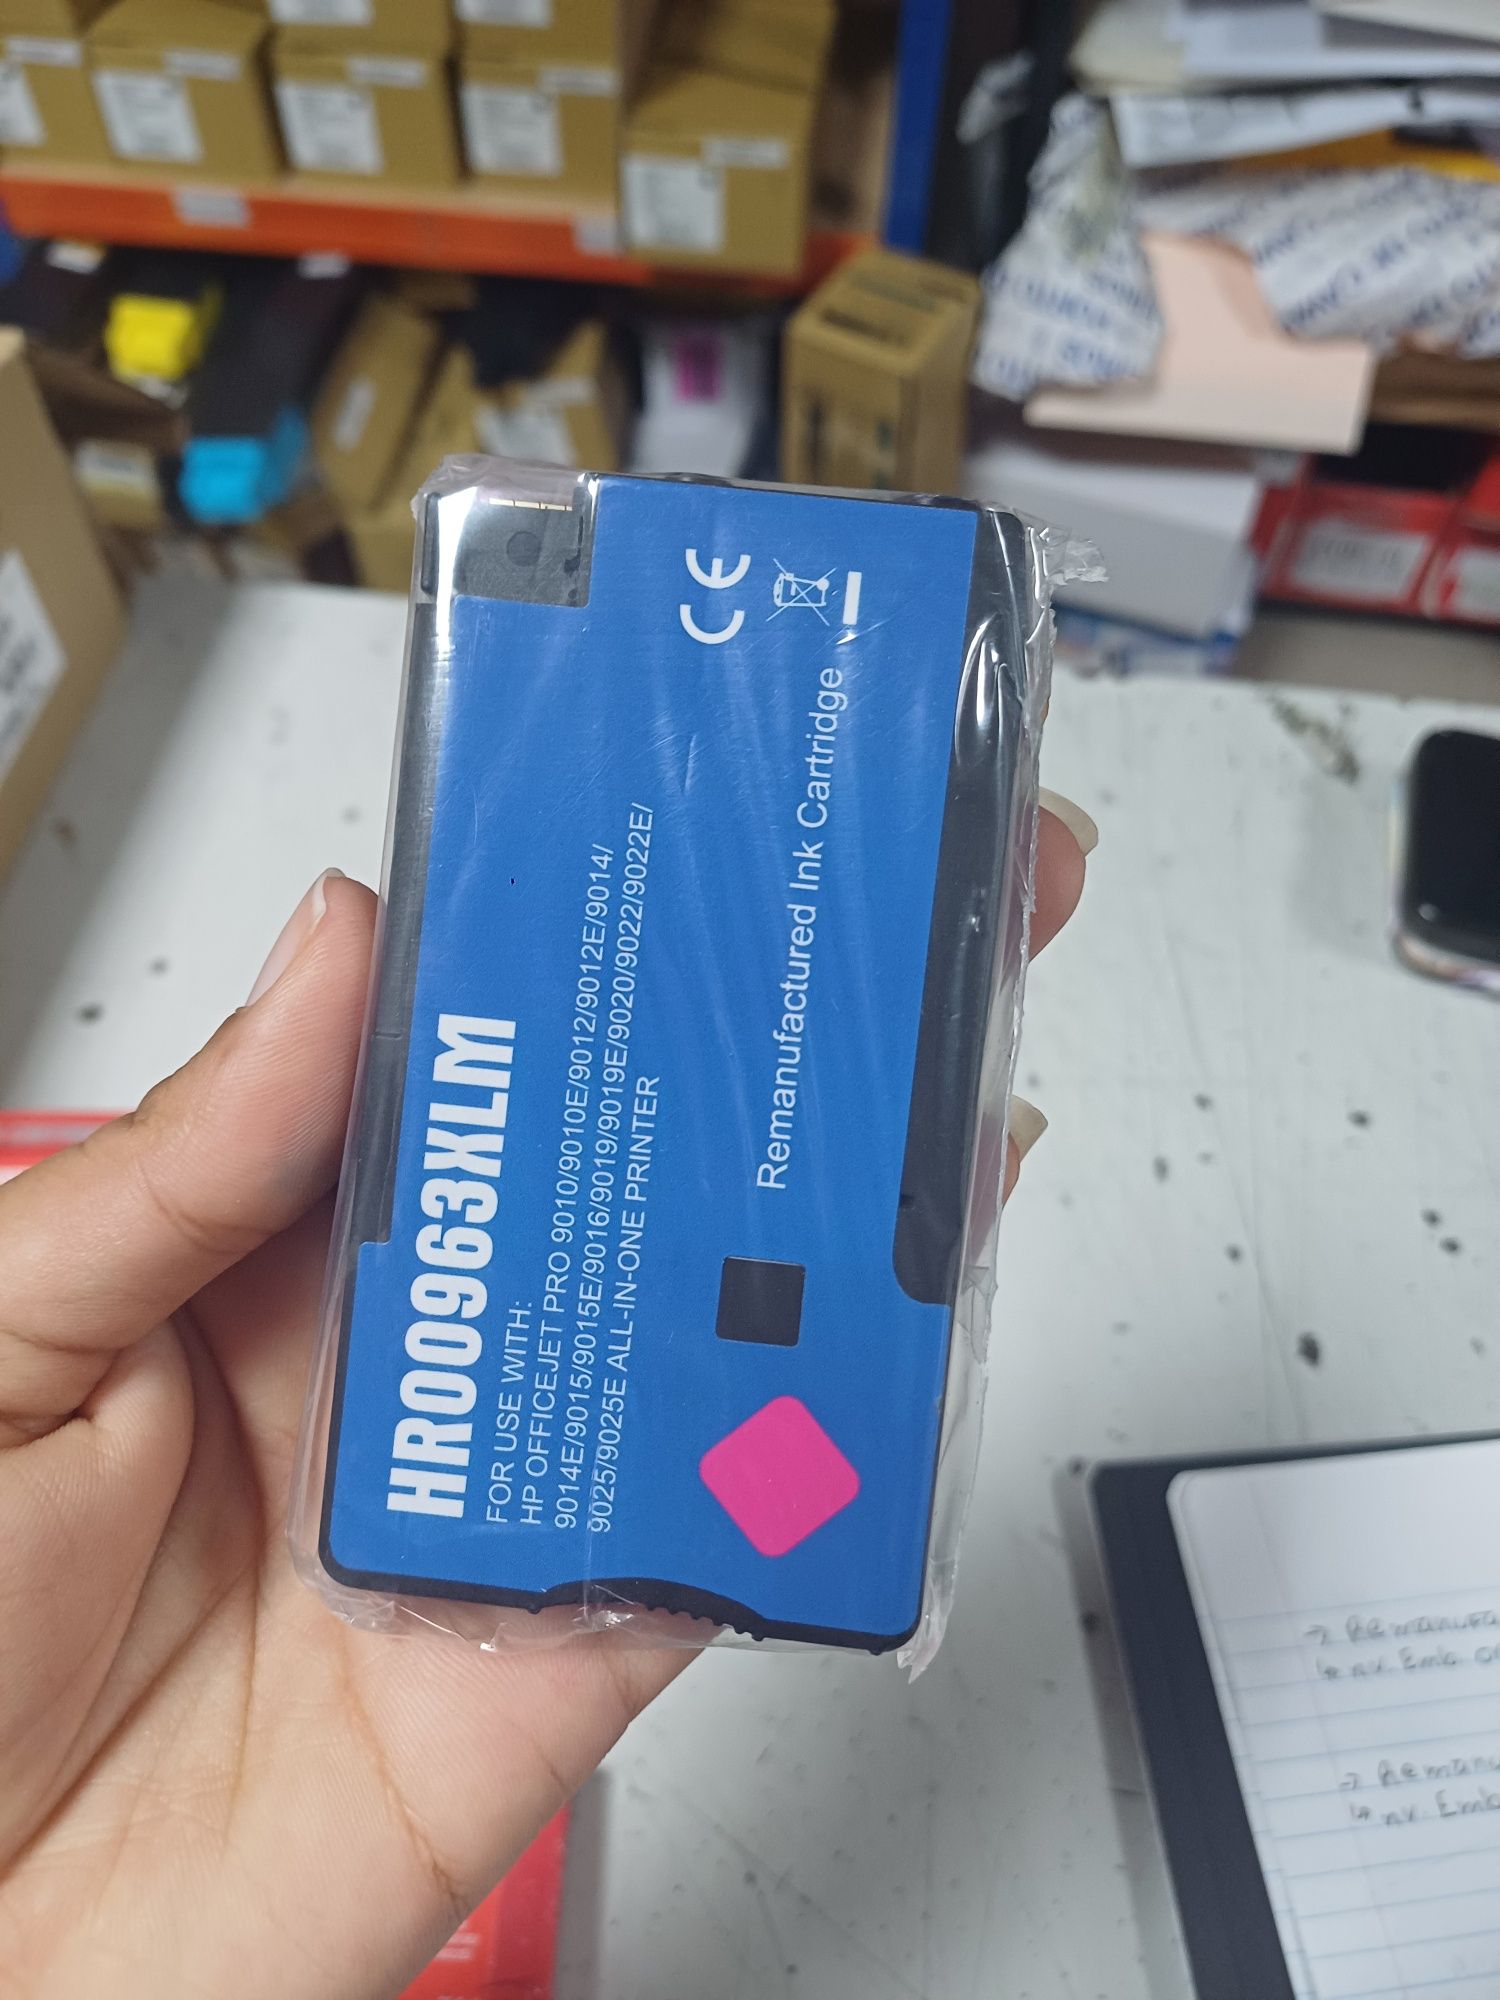 HR00963XLM
FOR USE WITH:
HP OFFICEJET PRO 9010/9010E/9012/9012E/9014/
9014E/9015/9015E/9016/9019/9019E/9020/9022/9022E/
9025/9025E ALL-IN-ONE PRINTER
Remanufactured Ink Cartridge
CE